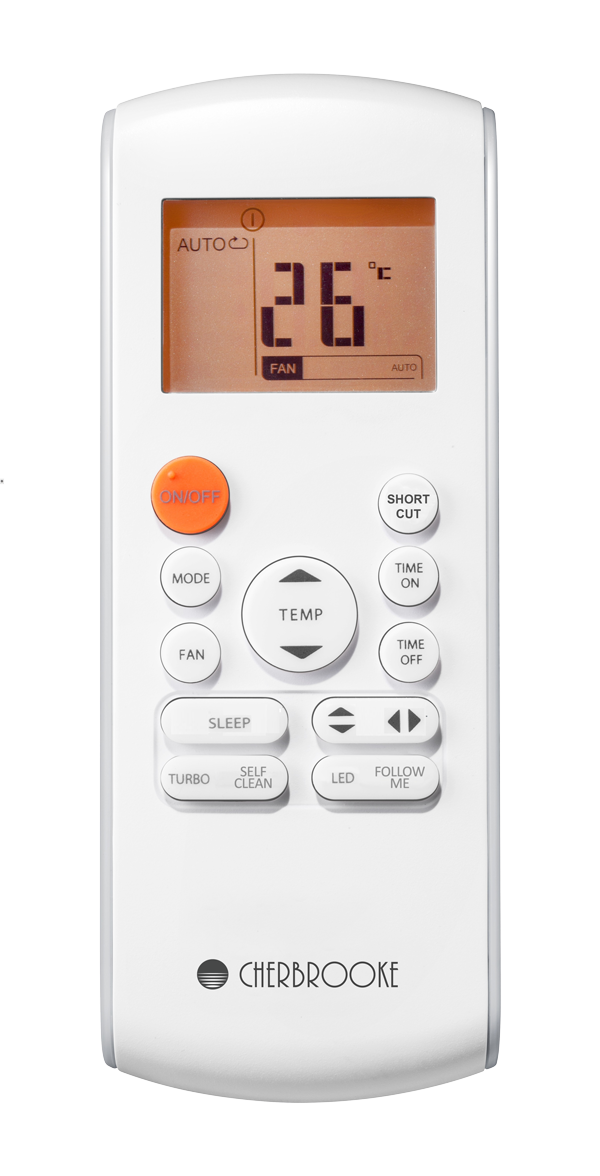 AUTO
26 °C
FAN AUTO
ON/OFF
SHORT
CUT
MODE
TEMP
TIME
ON
FAN
TIME
OFF
SLEEP
TURBO
SELF
CLEAN
LED
FOLLOW
ME
CHERBROOKE